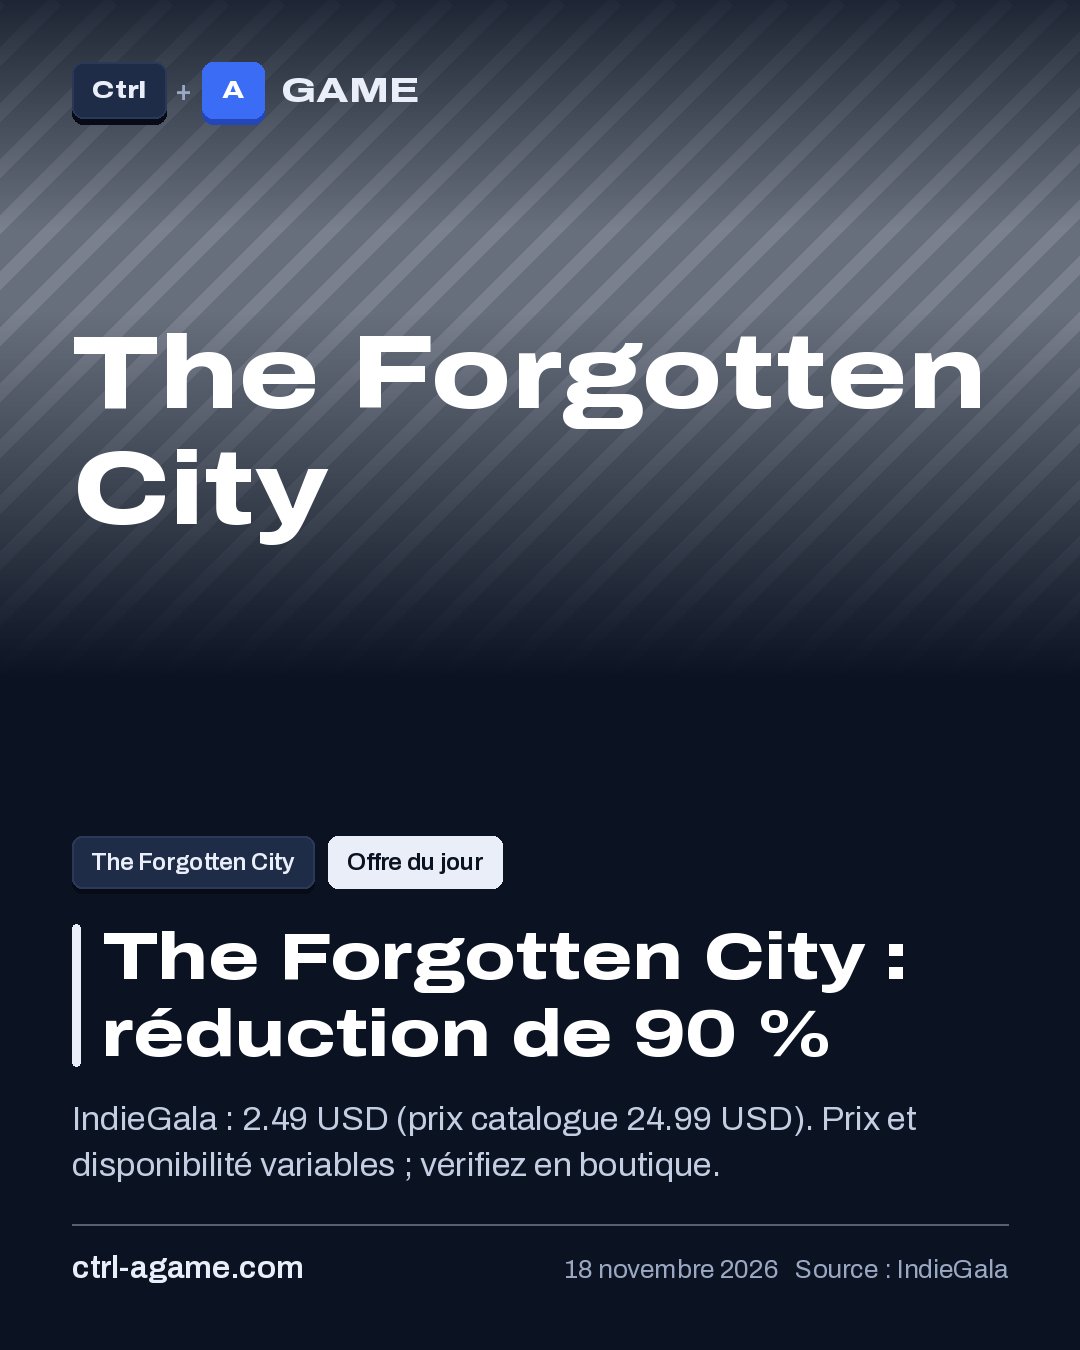 Ctrl + A GAME
The Forgotten
City
The Forgotten City Offre du jour
The Forgotten City :
réduction de 90 %
IndieGala : 2.49 USD (prix catalogue 24.99 USD). Prix et
disponibilité variables ; vérifiez en boutique.
ctrl-agame.com 18 novembre 2026 Source : IndieGala